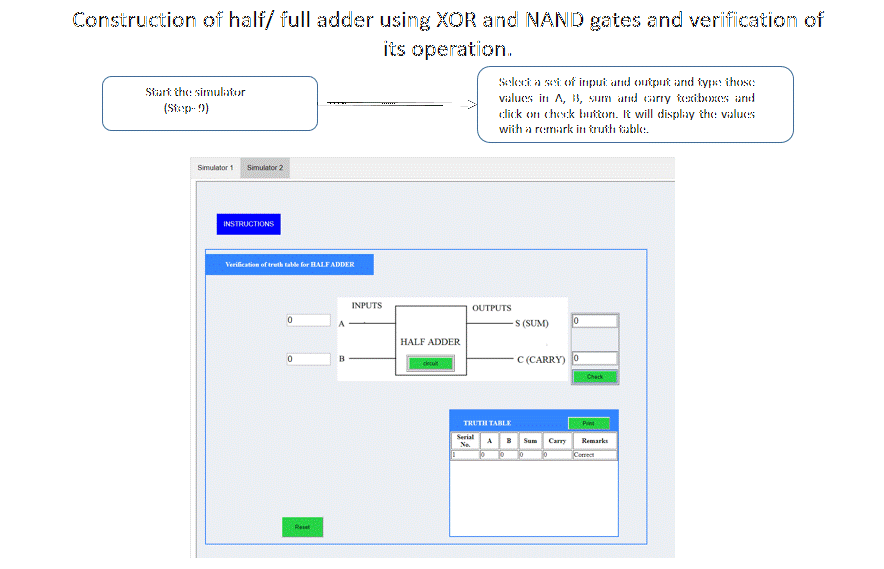 Construction of half/ full adder using XOR and NAND gates and verification of
its operation.
Start the simulator
(Step- 0)
Select a set of input and output and type those
values in A, B, sum and carry textboxes and
click on check button. It will display the values
with a remark in truth table.
Simulator 1 Simulator 2
INSTRUCTIONS
Verification of truth table for HALF ADDER
INPUTS OUTPUTS
0 A S (SUM) 0
HALF ADDER
0 B circuit C (CARRY) 0
Check
TRUTH TABLE Print
Serial No. A B Sum Carry Remarks
1 0 0 0 0 Correct
Reset